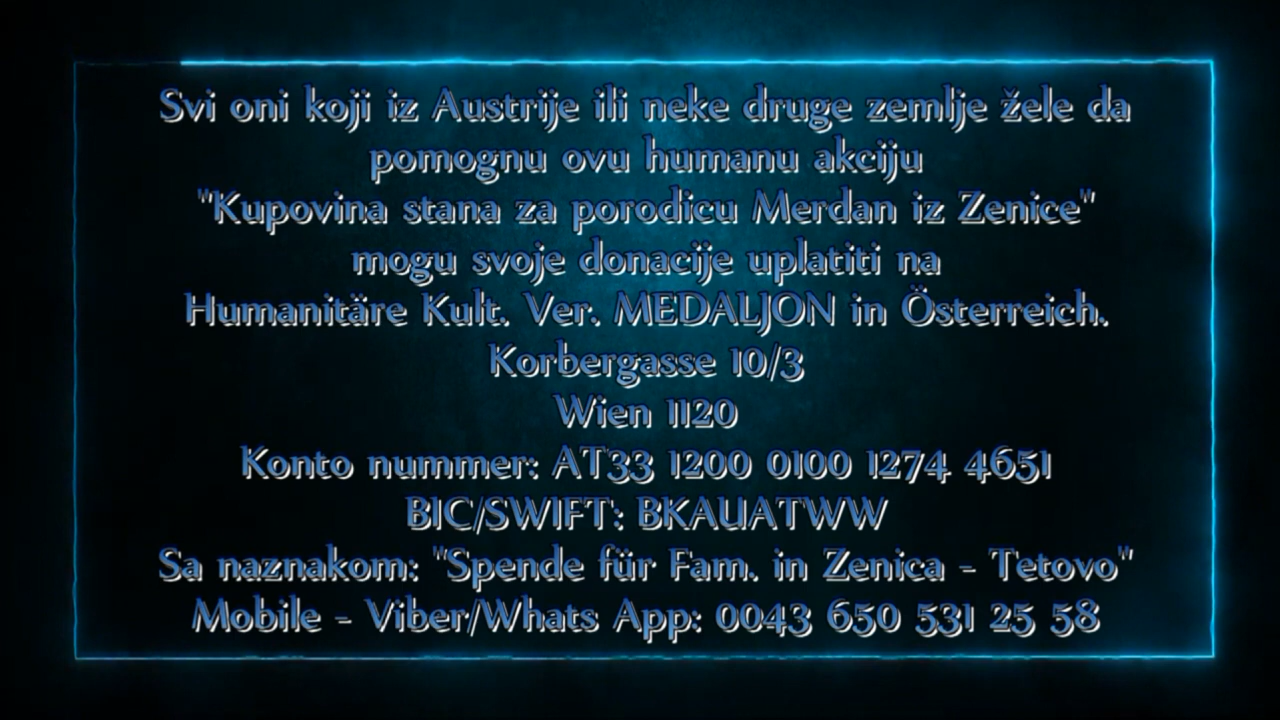 Svi oni koji iz Austrije ili neke druge zemlje žele da
pomognu ovu humanu akciju
"Kupovina stana za porodicu Merdan iz Zenice"
mogu svoje donacije uplatiti na
Humanitäre Kult. Ver. MEDALJON in Österreich.
Korbergasse 10/3
Wien 1120
Konto nummer: AT33 1200 0100 1274 4651
BIC/SWIFT: BKAUATWW
Sa naznakom: "Spende für Fam. in Zenica - Tetovo"
Mobile - Viber/Whats App: 0043 650 531 25 58